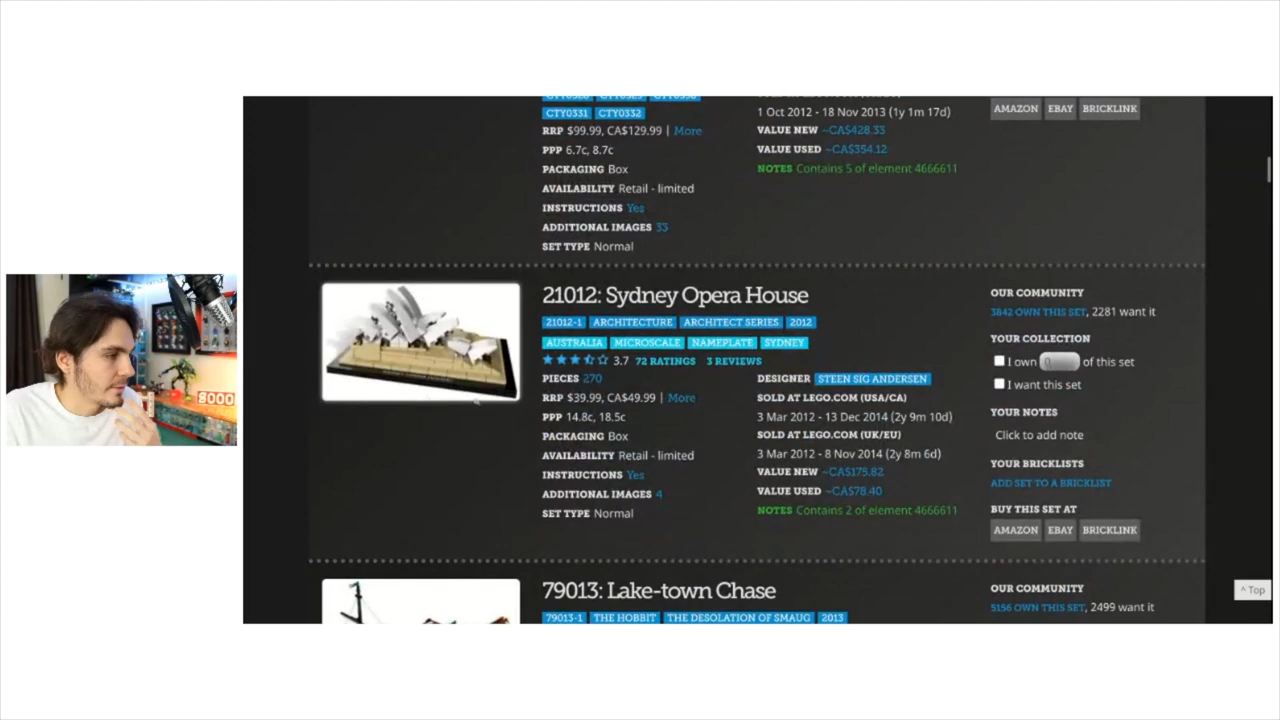 CTY0331 CTY0332
RRP $99.99, CA$129.99 | More
PPP 6.7c, 8.7c
PACKAGING Box
AVAILABILITY Retail - limited
INSTRUCTIONS Yes
ADDITIONAL IMAGES 33
SET TYPE Normal
1 Oct 2012 - 18 Nov 2013 (1y 1m 17d)
VALUE NEW ~CA$428.33
VALUE USED ~CA$354.12
NOTES Contains 5 of element 4666611
AMAZON EBAY BRICKLINK
21012: Sydney Opera House
21012-1 ARCHITECTURE ARCHITECT SERIES 2012
AUSTRALIA MICROSCALE NAMEPLATE SYDNEY
3.7 72 RATINGS 3 REVIEWS
PIECES 270
RRP $39.99, CA$49.99 | More
PPP 14.8c, 18.5c
PACKAGING Box
AVAILABILITY Retail - limited
INSTRUCTIONS Yes
ADDITIONAL IMAGES 4
SET TYPE Normal
DESIGNER STEEN SIG ANDERSEN
SOLD AT LEGO.COM (USA/CA)
3 Mar 2012 - 13 Dec 2014 (2y 9m 10d)
SOLD AT LEGO.COM (UK/EU)
3 Mar 2012 - 8 Nov 2014 (2y 8m 6d)
VALUE NEW ~CA$175.82
VALUE USED ~CA$78.40
NOTES Contains 2 of element 4666611
OUR COMMUNITY
3842 OWN THIS SET, 2281 want it
YOUR COLLECTION
I own 0 of this set
I want this set
YOUR NOTES
Click to add note
YOUR BRICKLISTS
ADD SET TO A BRICKLIST
BUY THIS SET AT
AMAZON EBAY BRICKLINK
79013: Lake-town Chase
79013-1 THE HOBBIT THE DESOLATION OF SMAUG 2013
OUR COMMUNITY
5156 OWN THIS SET, 2499 want it
^ Top
8000